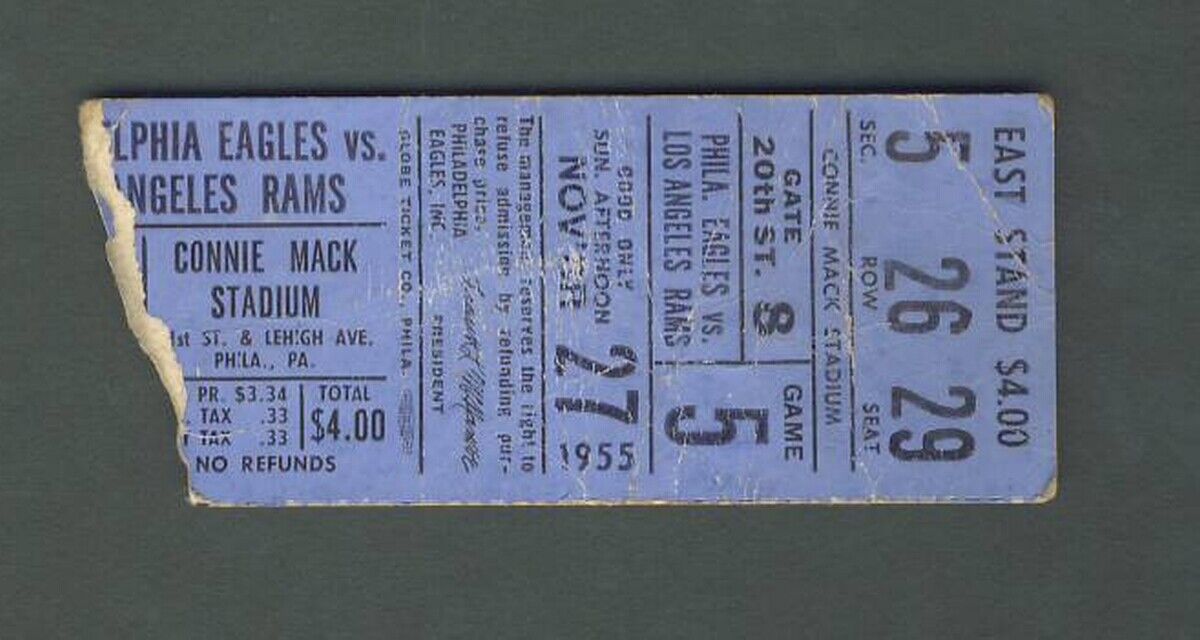 LPHIA EAGLES VS.
NGELES RAMS
CONNIE MACK
STADIUM
1st ST. & LEHIGH AVE.
PHILA., PA.
PR. $3.34
TAX .33
TAX .33
TOTAL
$4.00
NO REFUNDS
GLOBE TICKET CO., PHILA.
The management reserves the right to
refuse admission by refunding pur-
chase price.
PHILADELPHIA
EAGLES, INC.
PRESIDENT
GOOD ONLY
SUN. AFTERNOON
NOV 27
1955
PHILA. EAGLES VS.
LOS ANGELES RAMS
GATE
20th ST. 8
GAME
5
CONNIE MACK STADIUM
SEC. ROW SEAT
5 26 29
EAST STAND $4.00